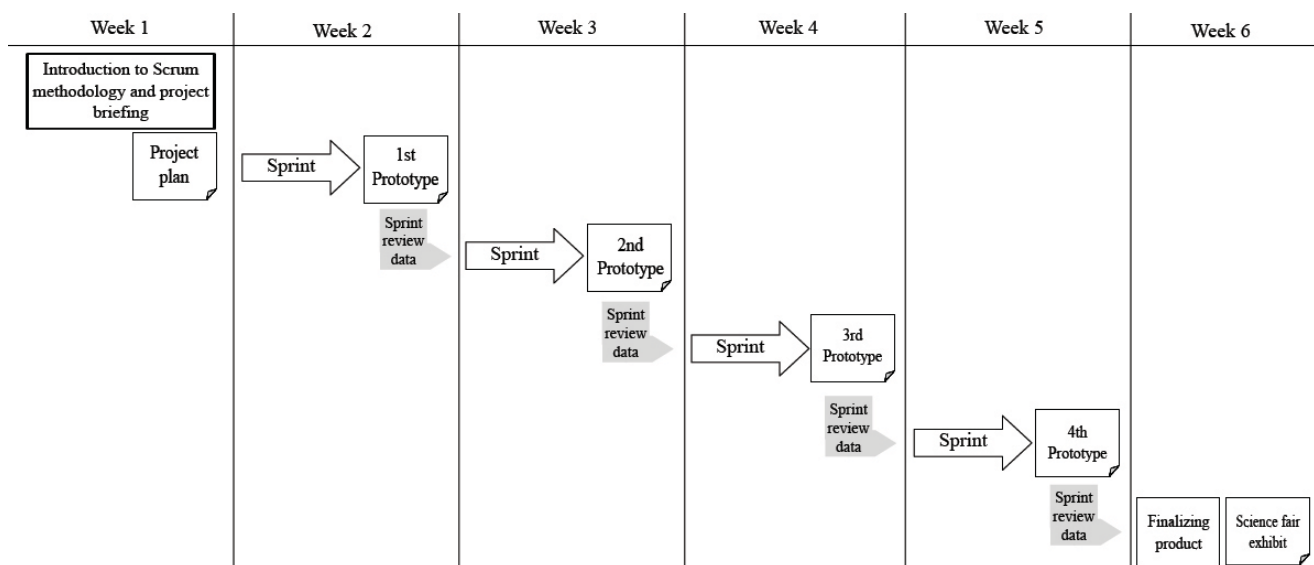 Week 1
Week 2
Week 3
Week 4
Week 5
Week 6
Introduction to Scrum
methodology and project
briefing
Project
plan
Sprint
1st
Prototype
Sprint
review
data
Sprint
2nd
Prototype
Sprint
review
data
Sprint
3rd
Prototype
Sprint
review
data
Sprint
4th
Prototype
Sprint
review
data
Finalizing
product
Science fair
exhibit